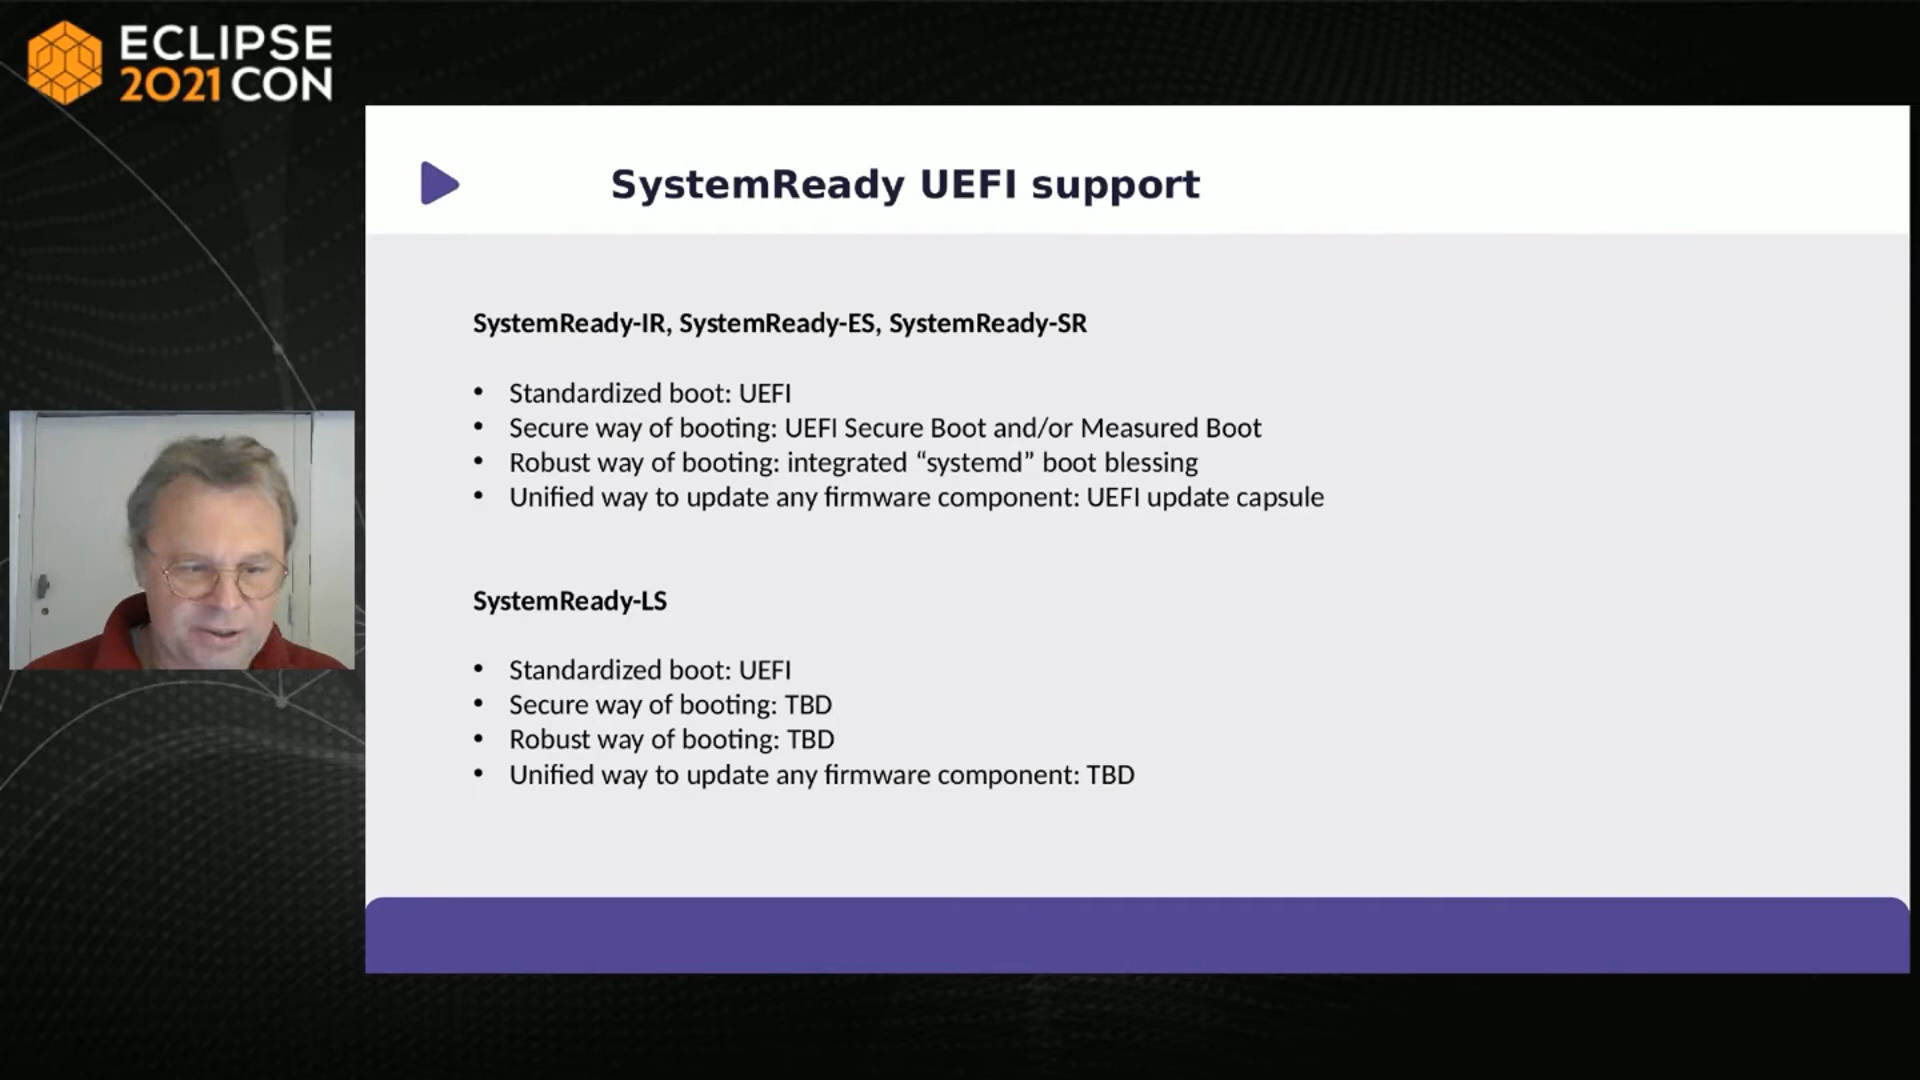 ECLIPSE
2021 CON
SystemReady UEFI support
SystemReady-IR, SystemReady-ES, SystemReady-SR
• Standardized boot: UEFI
• Secure way of booting: UEFI Secure Boot and/or Measured Boot
• Robust way of booting: integrated “systemd” boot blessing
• Unified way to update any firmware component: UEFI update capsule
SystemReady-LS
• Standardized boot: UEFI
• Secure way of booting: TBD
• Robust way of booting: TBD
• Unified way to update any firmware component: TBD